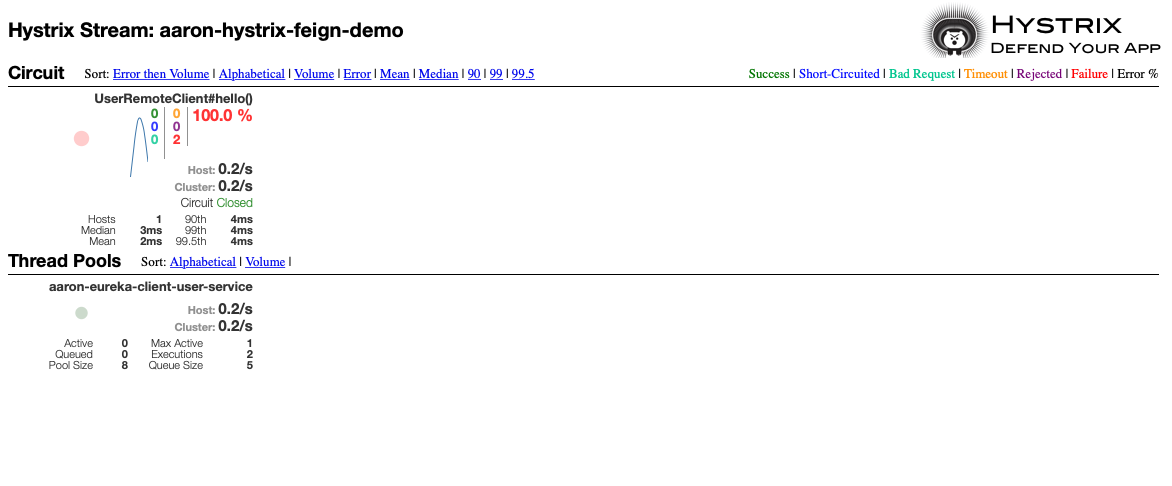 Hystrix Stream: aaron-hystrix-feign-demo
HYSTRIX
DEFEND YOUR APP
Circuit Sort: Error then Volume | Alphabetical | Volume | Error | Mean | Median | 90 | 99 | 99.5
Success | Short-Circuited | Bad Request | Timeout | Rejected | Failure | Error %
UserRemoteClient#hello()
0 0 100.0 %
0 0
0 2
Host: 0.2/s
Cluster: 0.2/s
Circuit Closed
Hosts 1 90th 4ms
Median 3ms 99th 4ms
Mean 2ms 99.5th 4ms
Thread Pools Sort: Alphabetical | Volume |
aaron-eureka-client-user-service
Host: 0.2/s
Cluster: 0.2/s
Active 0 Max Active 1
Queued 0 Executions 2
Pool Size 8 Queue Size 5